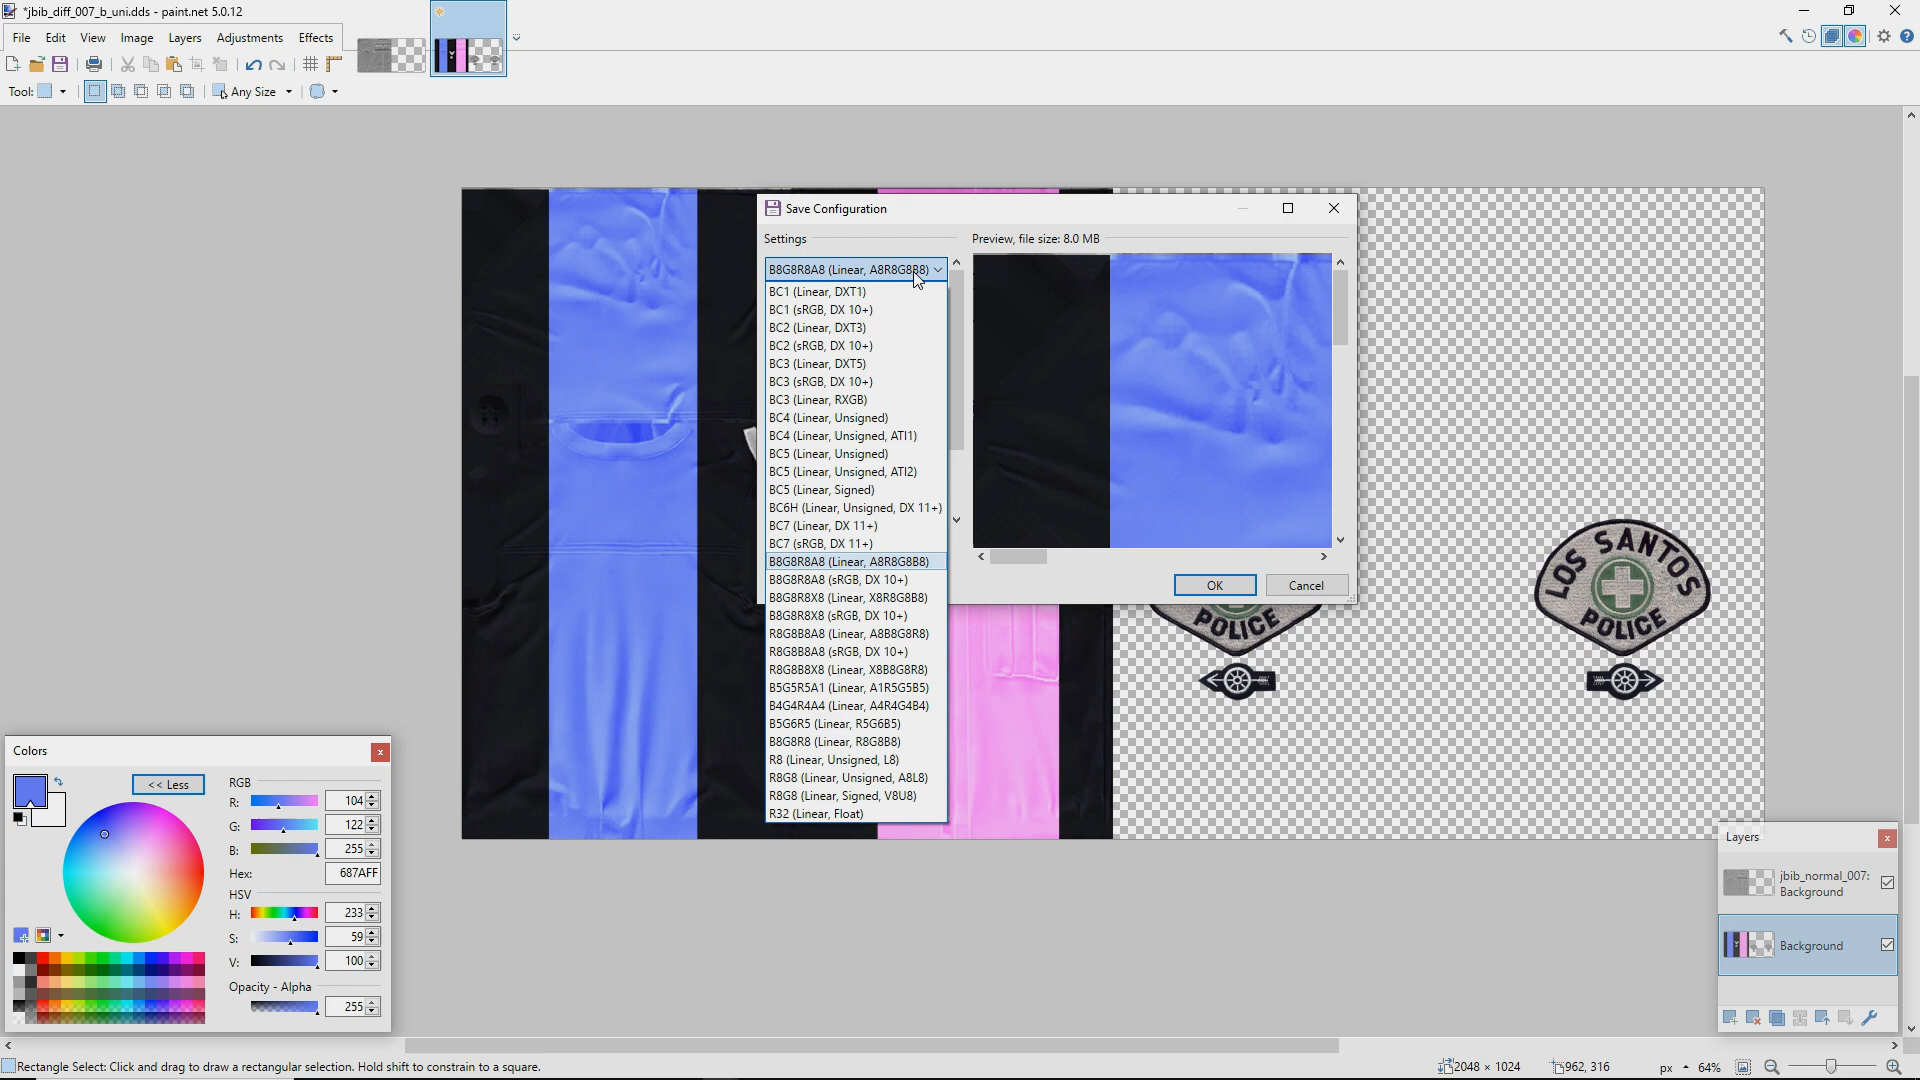 *jbib_diff_007_b_uni.dds - paint.net 5.0.12
File Edit View Image Layers Adjustments Effects
Tool:
Any Size
Save Configuration
Settings
Preview, file size: 8.0 MB
B8G8R8A8 (Linear, A8R8G8B8)
BC1 (Linear, DXT1)
BC1 (sRGB, DX 10+)
BC2 (Linear, DXT3)
BC2 (sRGB, DX 10+)
BC3 (Linear, DXT5)
BC3 (sRGB, DX 10+)
BC3 (Linear, RXGB)
BC4 (Linear, Unsigned)
BC4 (Linear, Unsigned, ATI1)
BC5 (Linear, Unsigned)
BC5 (Linear, Unsigned, ATI2)
BC5 (Linear, Signed)
BC6H (Linear, Unsigned, DX 11+)
BC7 (Linear, DX 11+)
BC7 (sRGB, DX 11+)
B8G8R8A8 (Linear, A8R8G8B8)
B8G8R8A8 (sRGB, DX 10+)
B8G8R8X8 (Linear, X8R8G8B8)
B8G8R8X8 (sRGB, DX 10+)
R8G8B8A8 (Linear, A8B8G8R8)
R8G8B8A8 (sRGB, DX 10+)
R8G8B8X8 (Linear, X8B8G8R8)
B5G5R5A1 (Linear, A1R5G5B5)
B4G4R4A4 (Linear, A4R4G4B4)
B5G6R5 (Linear, R5G6B5)
B8G8R8 (Linear, R8G8B8)
R8 (Linear, Unsigned, L8)
R8G8 (Linear, Unsigned, A8L8)
R8G8 (Linear, Signed, V8U8)
R32 (Linear, Float)
OK
Cancel
POLICE
LOS SANTOS
POLICE
Colors
<< Less
RGB
R: 104
G: 122
B: 255
Hex: 687AFF
HSV
H: 233
S: 59
V: 100
Opacity - Alpha
255
Layers
jbib_normal_007:
Background
Background
Rectangle Select: Click and drag to draw a rectangular selection. Hold shift to constrain to a square.
2048 × 1024
962, 316
px
64%